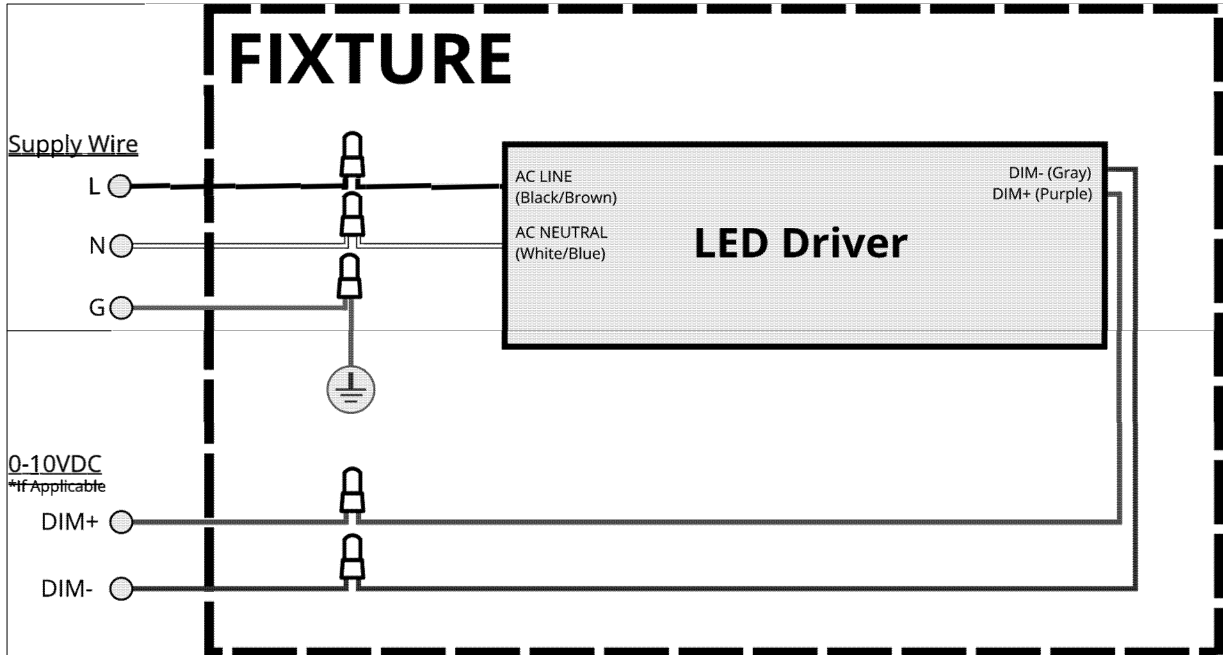 FIXTURE
Supply Wire
L
N
G
AC LINE
(Black/Brown)
AC NEUTRAL
(White/Blue)
LED Driver
DIM- (Gray)
DIM+ (Purple)
0-10VDC
*If Applicable
DIM+
DIM-